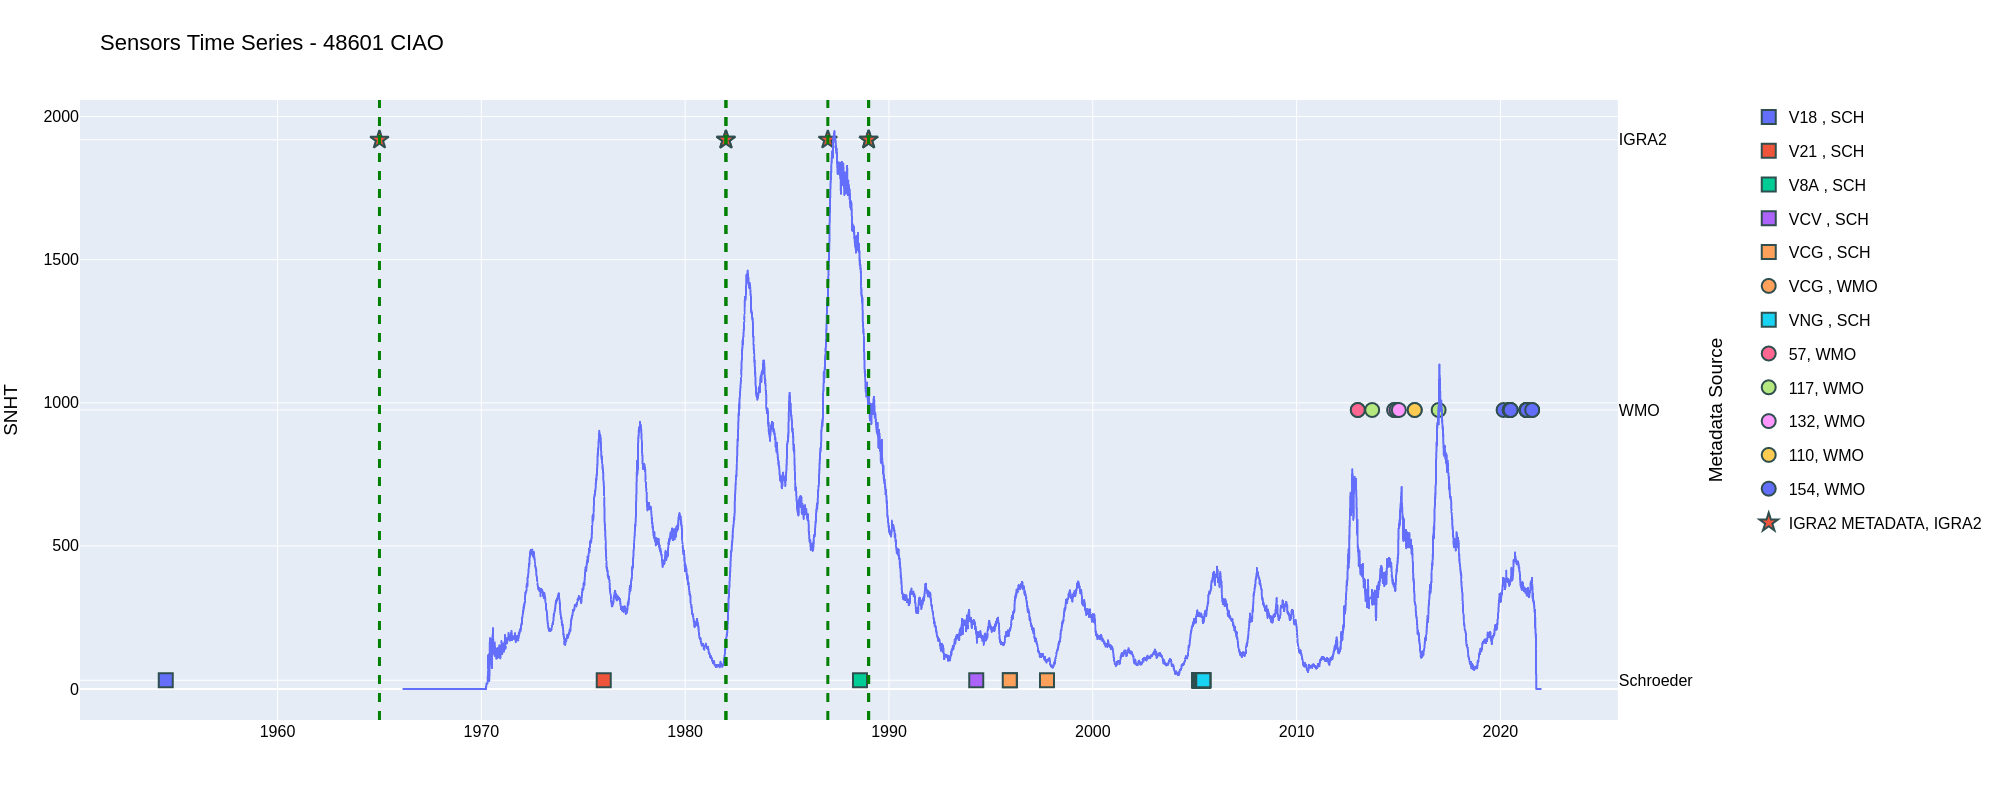 Sensors Time Series - 48601 CIAO
SNHT
2000
1500
1000
500
0
1960
1970
1980
1990
2000
2010
2020
IGRA2
WMO
Schroeder
Metadata Source
V18 , SCH
V21 , SCH
V8A , SCH
VCV , SCH
VCG , SCH
VCG , WMO
VNG , SCH
57, WMO
117, WMO
132, WMO
110, WMO
154, WMO
IGRA2 METADATA, IGRA2